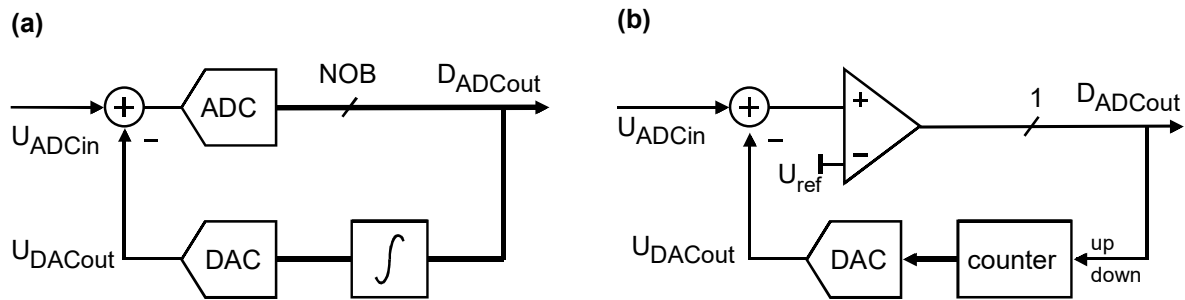 (a)
NOB
D_ADCout
+
ADC
U_ADCin
−
U_DACout
DAC
∫
(b)
1
D_ADCout
+
+
U_ADCin
−
−
U_ref
U_DACout
DAC
counter
up
down